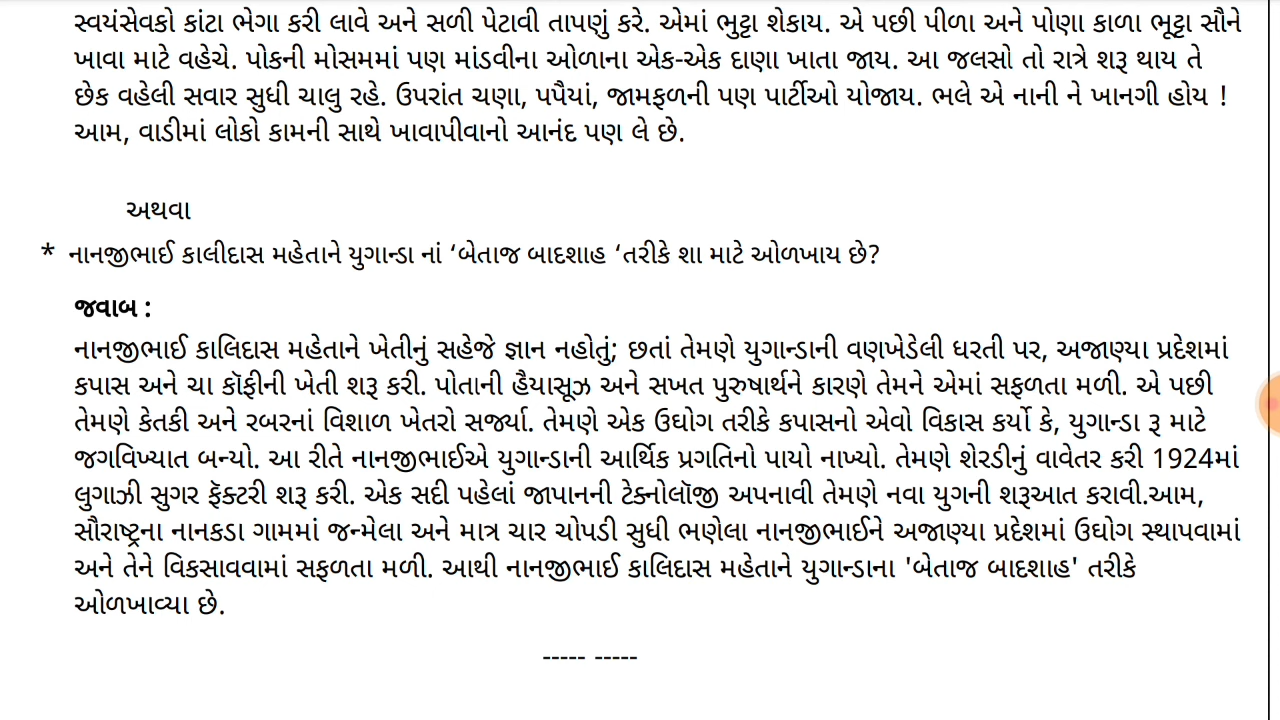 સ્વયંસેવકો કાંટા ભેગા કરી લાવે અને સળી પેટાવી તાપણું કરે. એમાં ભુટ્ટા શેકાય. એ પછી પીળા અને પોણા કાળા ભૂટ્ટા સૌને
ખાવા માટે વહેચે. પોકની મોસમમાં પણ માંડવીના ઓળાના એક-એક દાણા ખાતા જાય. આ જલસો તો રાત્રે શરૂ થાય તે
છેક વહેલી સવાર સુધી ચાલુ રહે. ઉપરાંત ચણા, પપૈયાં, જામફળની પણ પાર્ટીઓ યોજાય. ભલે એ નાની ને ખાનગી હોય !
આમ, વાડીમાં લોકો કામની સાથે ખાવાપીવાનો આનંદ પણ લે છે.
અથવા
* નાનજીભાઈ કાલીદાસ મહેતાને યુગાન્ડા નાં ‘બેતાજ બાદશાહ ‘તરીકે શા માટે ઓળખાય છે?
જવાબ :
નાનજીભાઈ કાલિદાસ મહેતાને ખેતીનું સહેજે જ્ઞાન નહોતું; છતાં તેમણે યુગાન્ડાની વણખેડેલી ધરતી પર, અજાણ્યા પ્રદેશમાં
કપાસ અને ચા કૉફીની ખેતી શરૂ કરી. પોતાની હૈયાસૂઝ અને સખત પુરુષાર્થને કારણે તેમને એમાં સફળતા મળી. એ પછી
તેમણે કેતકી અને રબરનાં વિશાળ ખેતરો સર્જ્યા. તેમણે એક ઉદ્યોગ તરીકે કપાસનો એવો વિકાસ કર્યો કે, યુગાન્ડા રૂ માટે
જગવિખ્યાત બન્યો. આ રીતે નાનજીભાઈએ યુગાન્ડાની આર્થિક પ્રગતિનો પાયો નાખ્યો. તેમણે શેરડીનું વાવેતર કરી 1924માં
લુગાઝી સુગર ફૅક્ટરી શરૂ કરી. એક સદી પહેલાં જાપાનની ટેક્નોલૉજી અપનાવી તેમણે નવા યુગની શરૂઆત કરાવી.આમ,
સૌરાષ્ટ્રના નાનકડા ગામમાં જન્મેલા અને માત્ર ચાર ચોપડી સુધી ભણેલા નાનજીભાઈને અજાણ્યા પ્રદેશમાં ઉદ્યોગ સ્થાપવામાં
અને તેને વિકસાવવામાં સફળતા મળી. આથી નાનજીભાઈ કાલિદાસ મહેતાને યુગાન્ડાના 'બેતાજ બાદશાહ' તરીકે
ઓળખાવ્યા છે.
----- -----